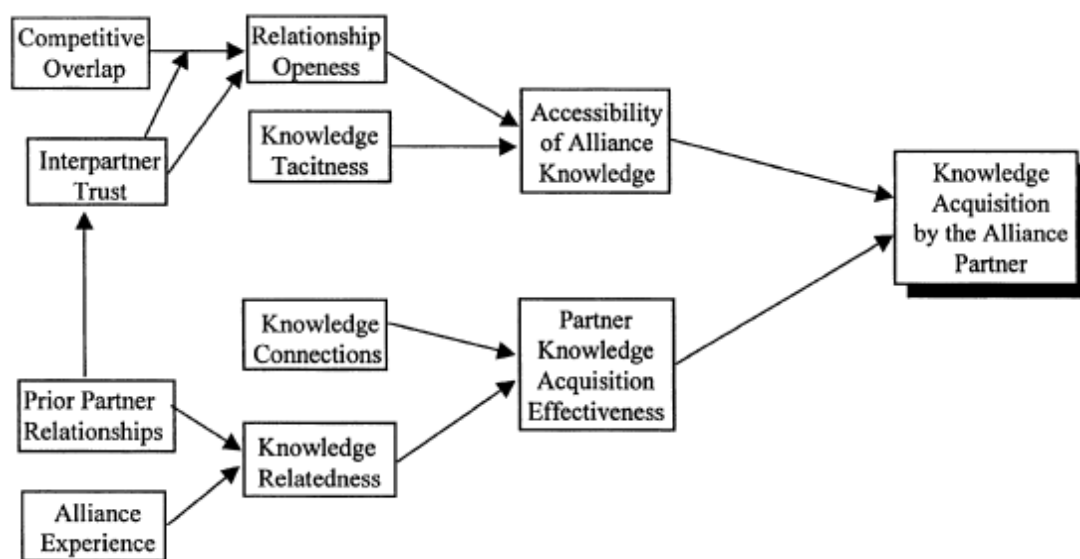 Competitive
Overlap
Relationship
Openess
Interpartner
Trust
Knowledge
Tacitness
Accessibility
of Alliance
Knowledge
Knowledge
Acquisition
by the Alliance
Partner
Knowledge
Connections
Partner
Knowledge
Acquisition
Effectiveness
Prior Partner
Relationships
Knowledge
Relatedness
Alliance
Experience